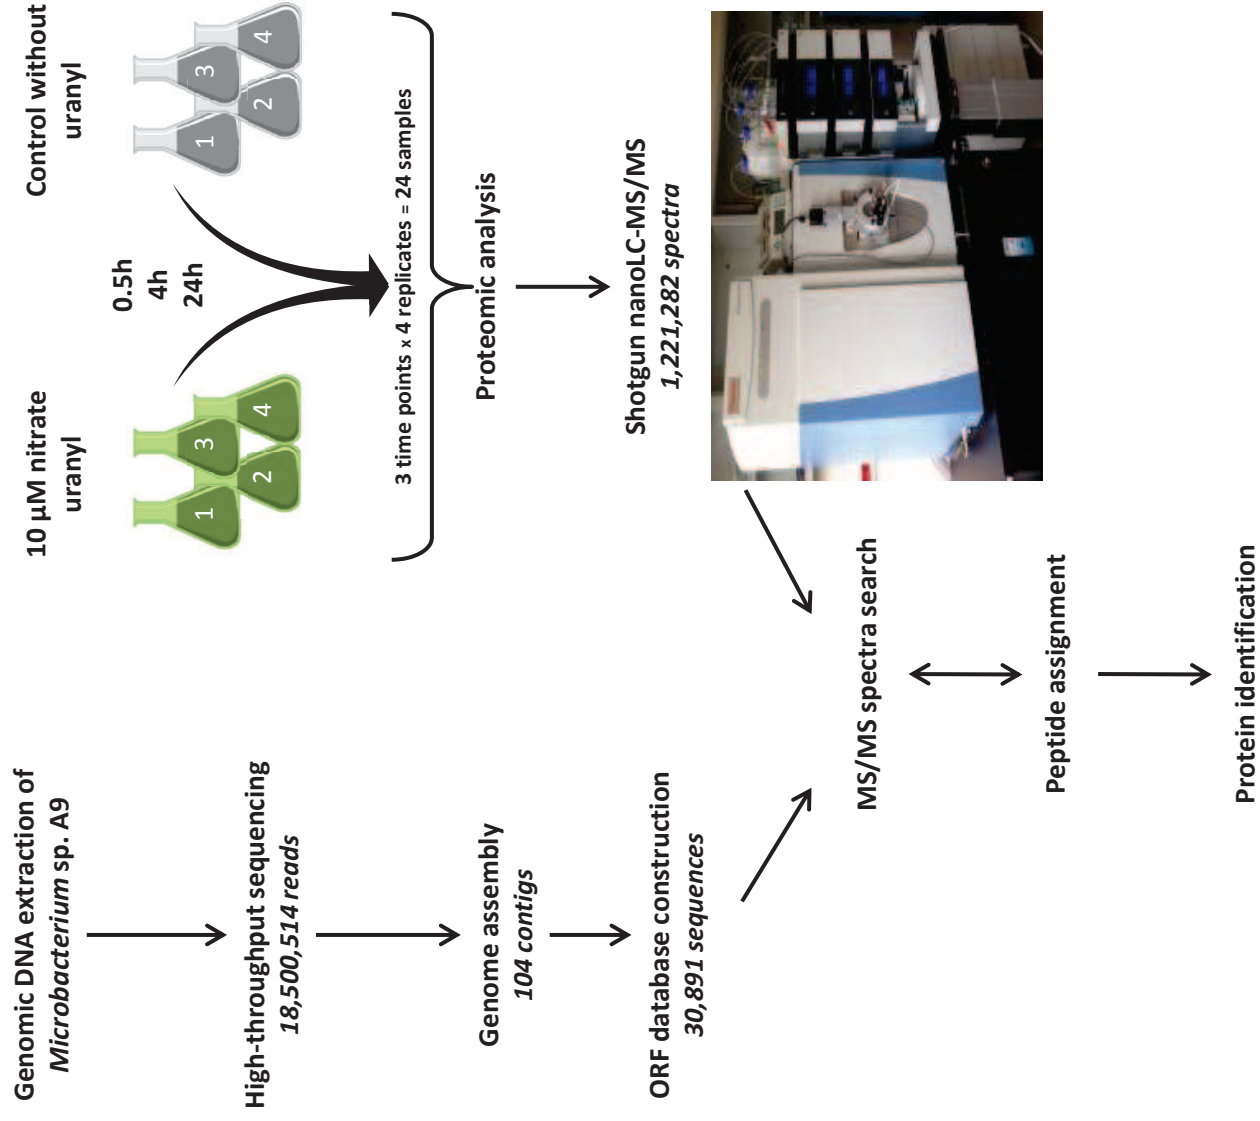 Genomic DNA extraction of
Microbacterium sp. A9
High-throughput sequencing
18,500,514 reads
Genome assembly
104 contigs
ORF database construction
30,891 sequences
10 µM nitrate
uranyl
1
2
3
4
0.5h
4h
24h
Control without
uranyl
1
2
3
4
3 time points x 4 replicates = 24 samples
Proteomic analysis
Shotgun nanoLC-MS/MS
1,221,282 spectra
MS/MS spectra search
Peptide assignment
Protein identification